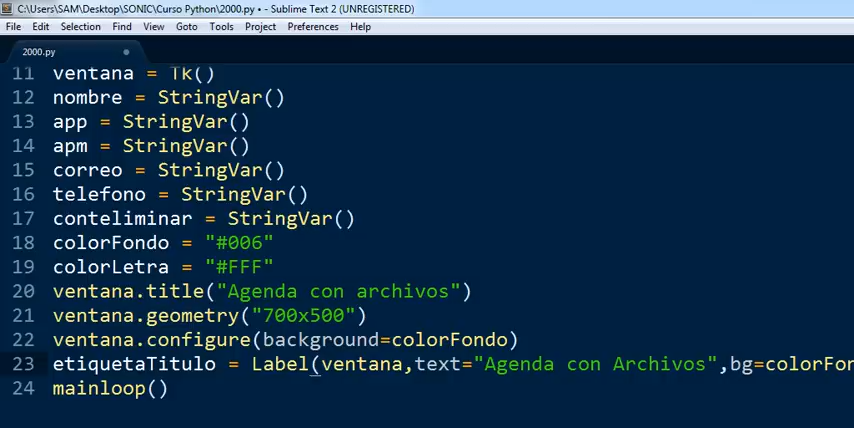 C:\Users\SAM\Desktop\SONIC\Curso Python\2000.py • - Sublime Text 2 (UNREGISTERED)
File Edit Selection Find View Goto Tools Project Preferences Help
2000.py
11 ventana = Tk()
12 nombre = StringVar()
13 app = StringVar()
14 apm = StringVar()
15 correo = StringVar()
16 telefono = StringVar()
17 conteliminar = StringVar()
18 colorFondo = "#006"
19 colorLetra = "#FFF"
20 ventana.title("Agenda con archivos")
21 ventana.geometry("700x500")
22 ventana.configure(background=colorFondo)
23 etiquetaTitulo = Label(ventana,text="Agenda con Archivos",bg=colorFon
24 mainloop()